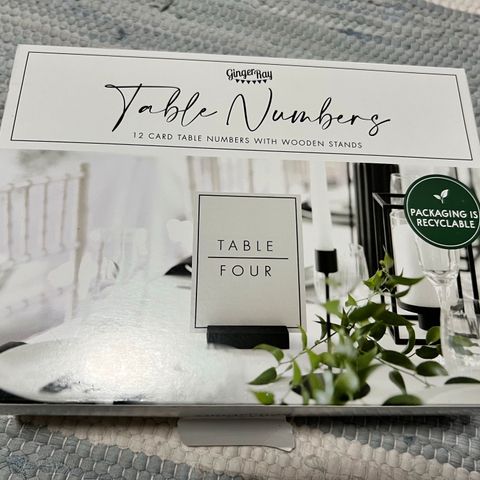 Ginger Ray
Table Numbers
12 CARD TABLE NUMBERS WITH WOODEN STANDS
PACKAGING IS
RECYCLABLE
TABLE
FOUR